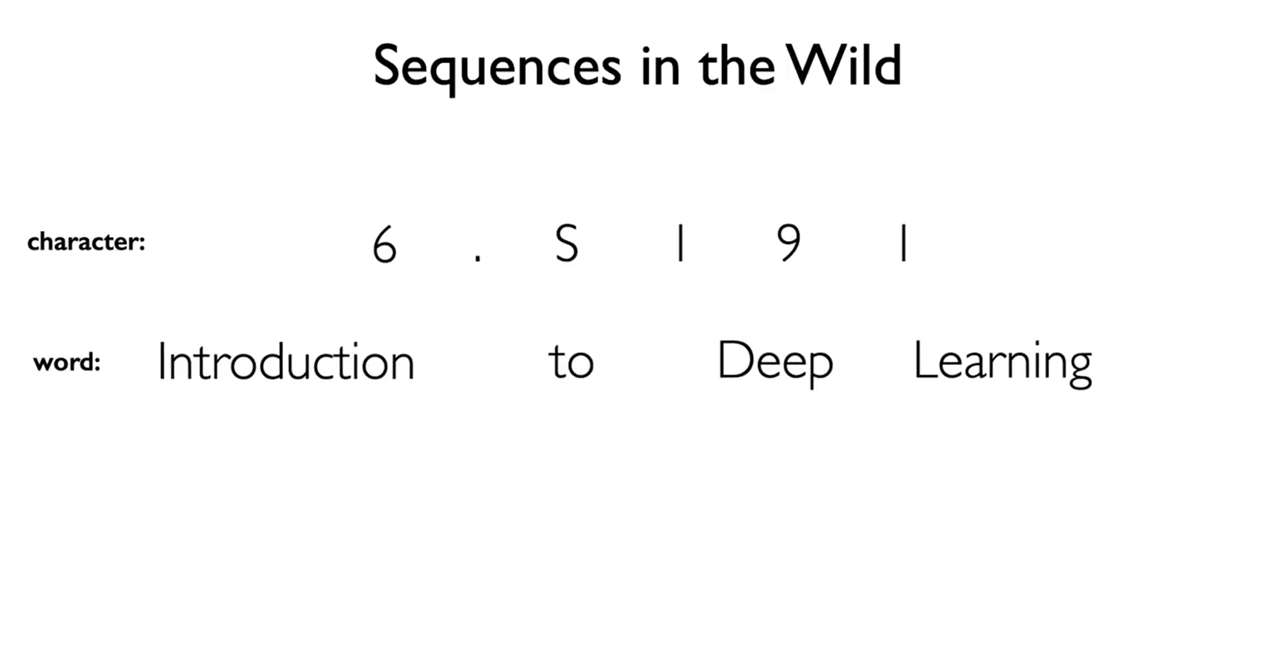 Sequences in the Wild
character: 6 . S 1 9 1
word: Introduction to Deep Learning